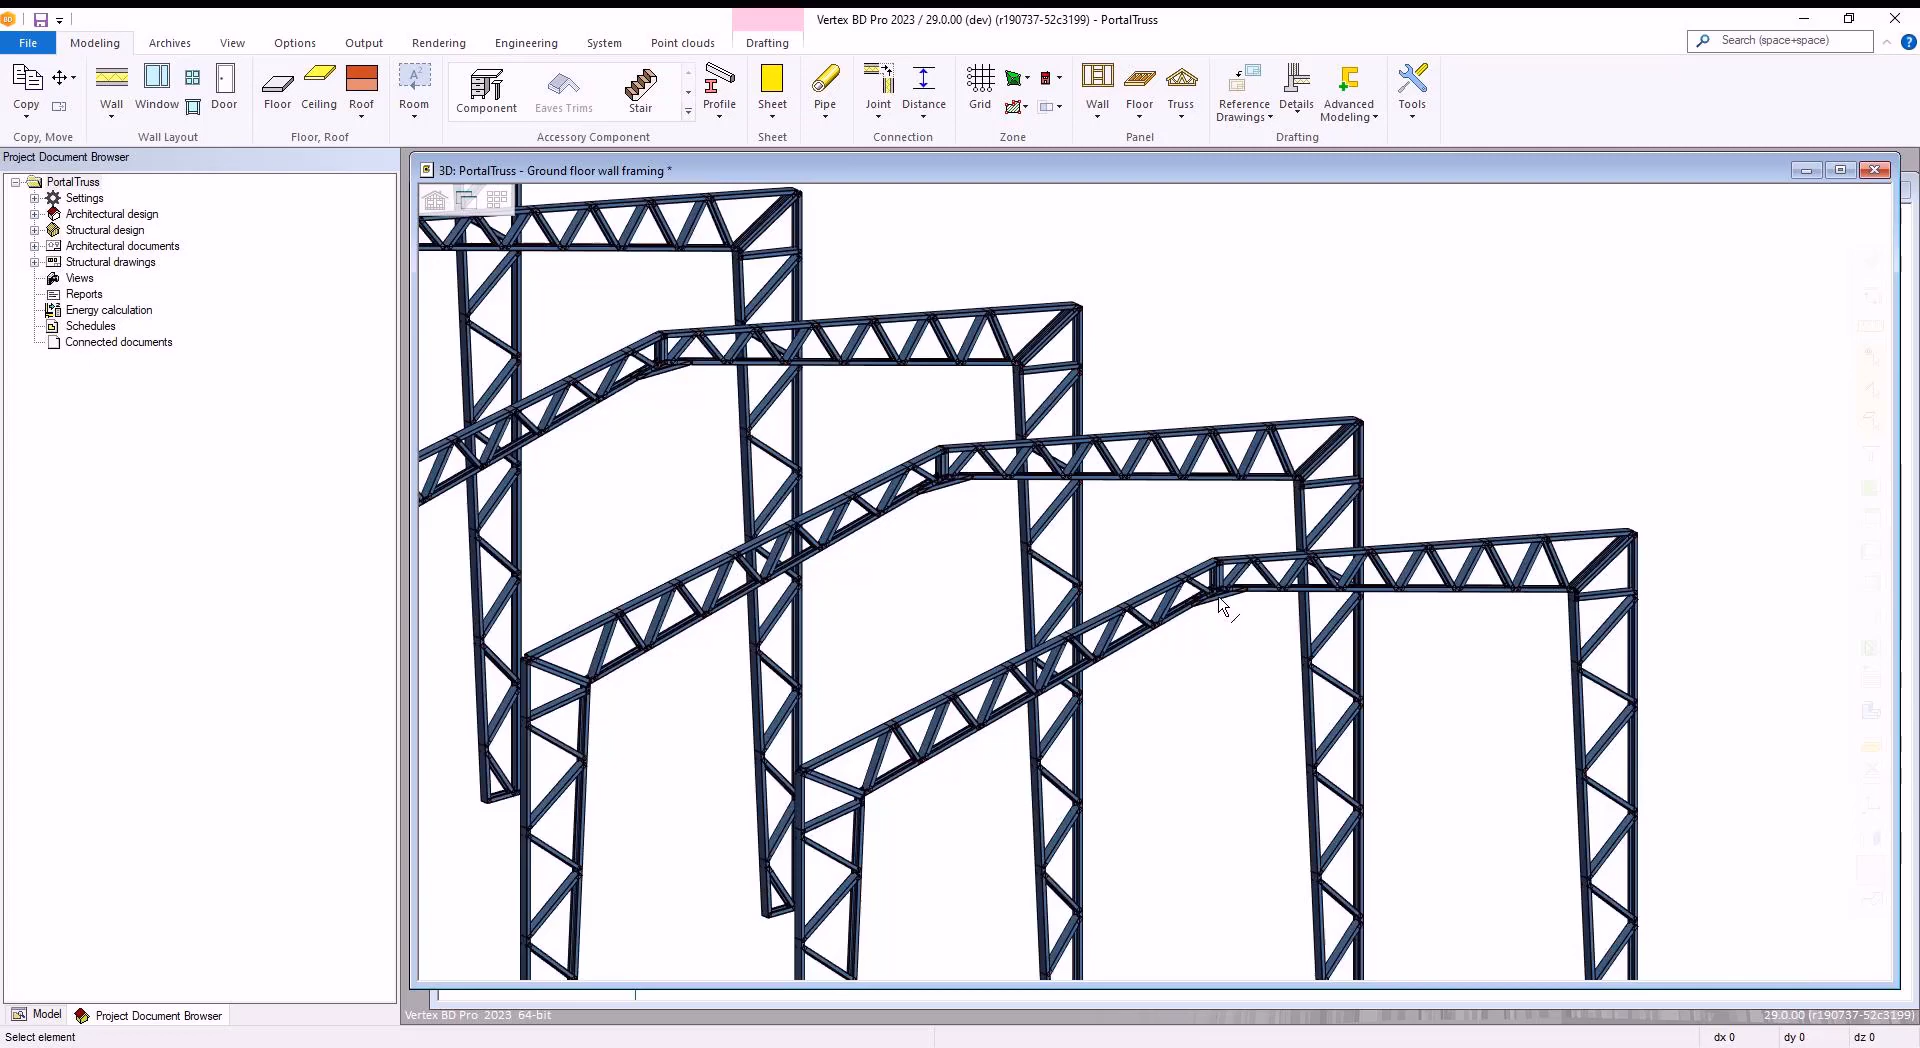 BD
Vertex BD Pro 2023 / 29.0.00 (dev) (r190737-52c3199) - PortalTruss
File
Modeling
Archives
View
Options
Output
Rendering
Engineering
System
Point clouds
Drafting
Search (space+space)
Copy
Wall
Window
Door
Floor
Ceiling
Roof
Room
Component
Eaves Trims
Stair
Profile
Sheet
Pipe
Joint
Distance
Grid
Wall
Floor
Truss
Reference
Drawings
Details
Advanced
Modeling
Tools
Copy, Move
Wall Layout
Floor, Roof
Accessory Component
Sheet
Connection
Zone
Panel
Drafting
Project Document Browser
PortalTruss
Settings
Architectural design
Structural design
Architectural documents
Structural drawings
Views
Reports
Energy calculation
Schedules
Connected documents
3D: PortalTruss - Ground floor wall framing *
Model
Project Document Browser
Vertex BD Pro 2023 64-bit
29.0.00 (r190737-52c3199)
Select element
dx 0
dy 0
dz 0